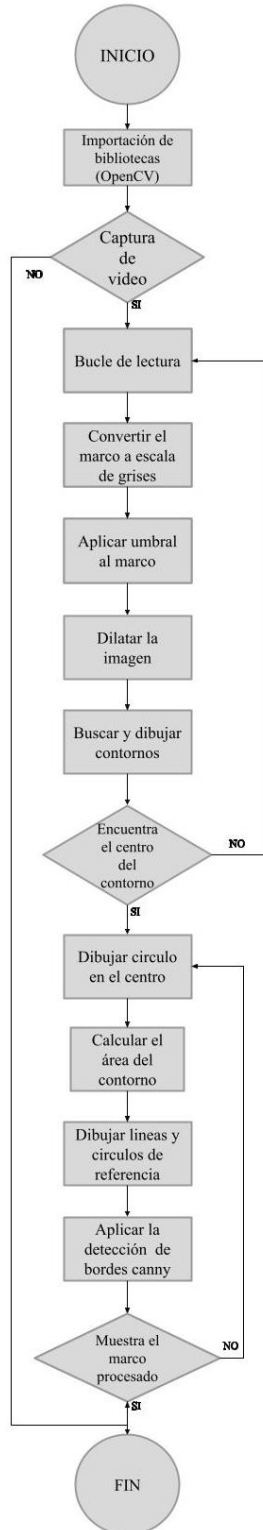 INICIO
Importación de
bibliotecas
(OpenCV)
Captura
de
video
NO
SI
Bucle de lectura
Convertir el
marco a escala
de grises
Aplicar umbral
al marco
Dilatar la
imagen
Buscar y dibujar
contornos
Encuentra
el centro
del
contorno
NO
SI
Dibujar circulo
en el centro
Calcular el
área del
contorno
Dibujar lineas y
circulos de
referencia
Aplicar la
detección de
bordes canny
Muestra el
marco
procesado
NO
SI
FIN